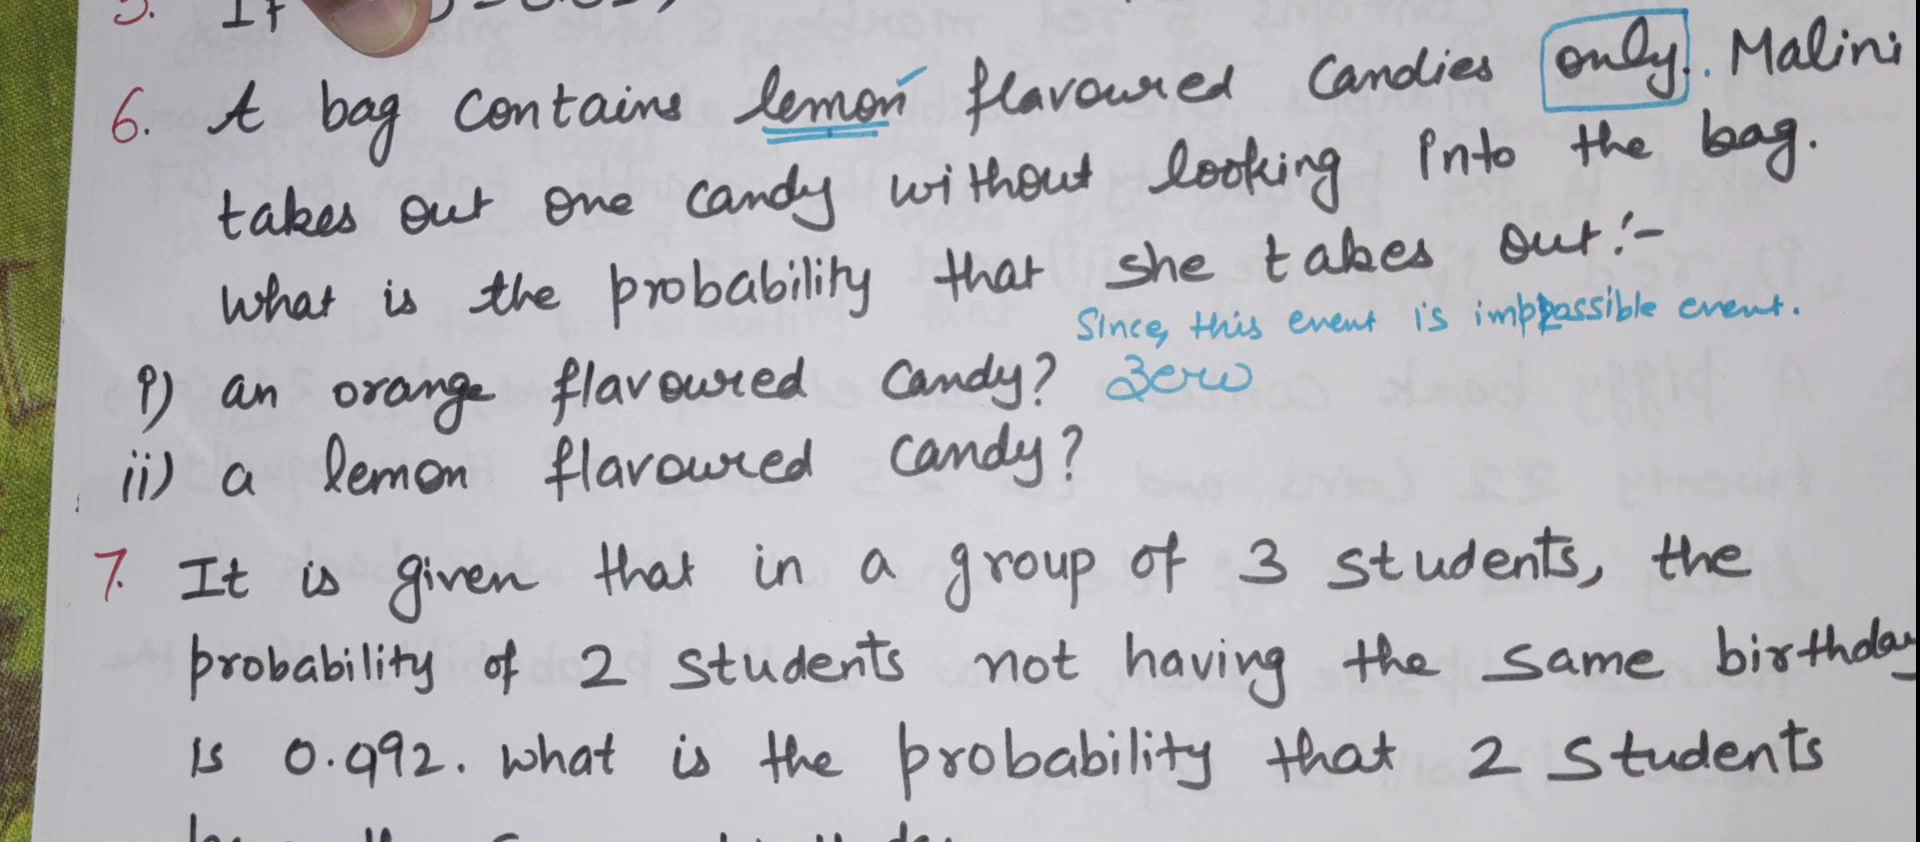 5. If
6. A bag contains lemon flavoured candies only. Malini
takes out one candy without looking into the bag.
What is the probability that she takes out:-
Since, this event is impossible event.
i) an orange flavoured candy? Zero
ii) a lemon flavoured candy?
7. It is given that in a group of 3 students, the
probability of 2 students not having the same birthday
is 0.992. What is the probability that 2 students